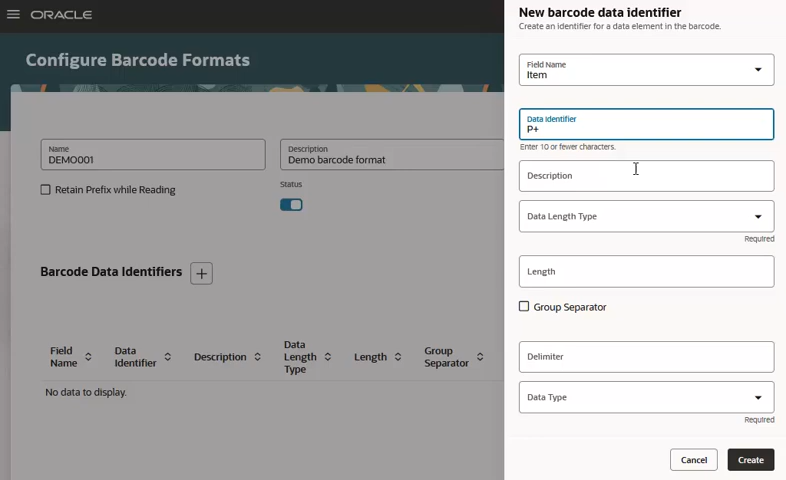 ORACLE
Configure Barcode Formats
Name
DEMO001
Description
Demo barcode format
Retain Prefix while Reading
Status
Barcode Data Identifiers
Field Name
Data Identifier
Description
Data Length Type
Length
Group Separator
No data to display.
New barcode data identifier
Create an identifier for a data element in the barcode.
Field Name
Item
Data Identifier
P+
Enter 10 or fewer characters.
Description
Data Length Type
Required
Length
Group Separator
Delimiter
Data Type
Required
Cancel
Create